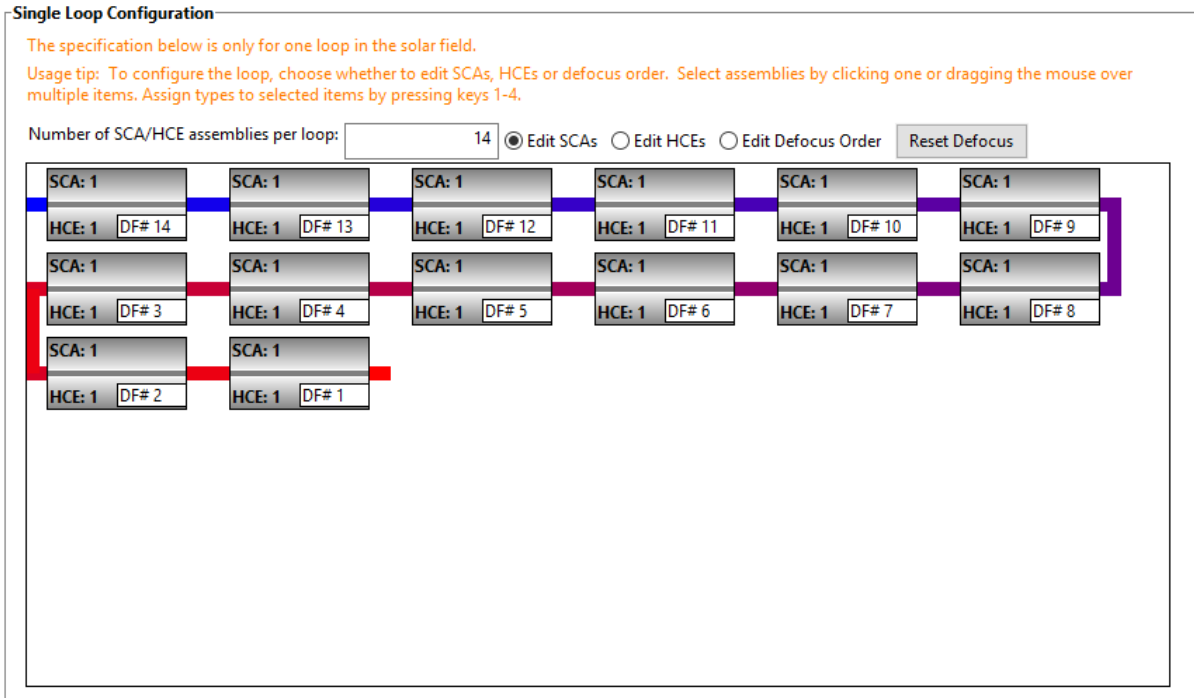 Single Loop Configuration
The specification below is only for one loop in the solar field.
Usage tip: To configure the loop, choose whether to edit SCAs, HCEs or defocus order. Select assemblies by clicking one or dragging the mouse over
multiple items. Assign types to selected items by pressing keys 1-4.
Number of SCA/HCE assemblies per loop: 14 Edit SCAs Edit HCEs Edit Defocus Order Reset Defocus
SCA: 1 SCA: 1 SCA: 1 SCA: 1 SCA: 1 SCA: 1
HCE: 1 DF# 14 HCE: 1 DF# 13 HCE: 1 DF# 12 HCE: 1 DF# 11 HCE: 1 DF# 10 HCE: 1 DF# 9
SCA: 1 SCA: 1 SCA: 1 SCA: 1 SCA: 1 SCA: 1
HCE: 1 DF# 3 HCE: 1 DF# 4 HCE: 1 DF# 5 HCE: 1 DF# 6 HCE: 1 DF# 7 HCE: 1 DF# 8
SCA: 1 SCA: 1
HCE: 1 DF# 2 HCE: 1 DF# 1